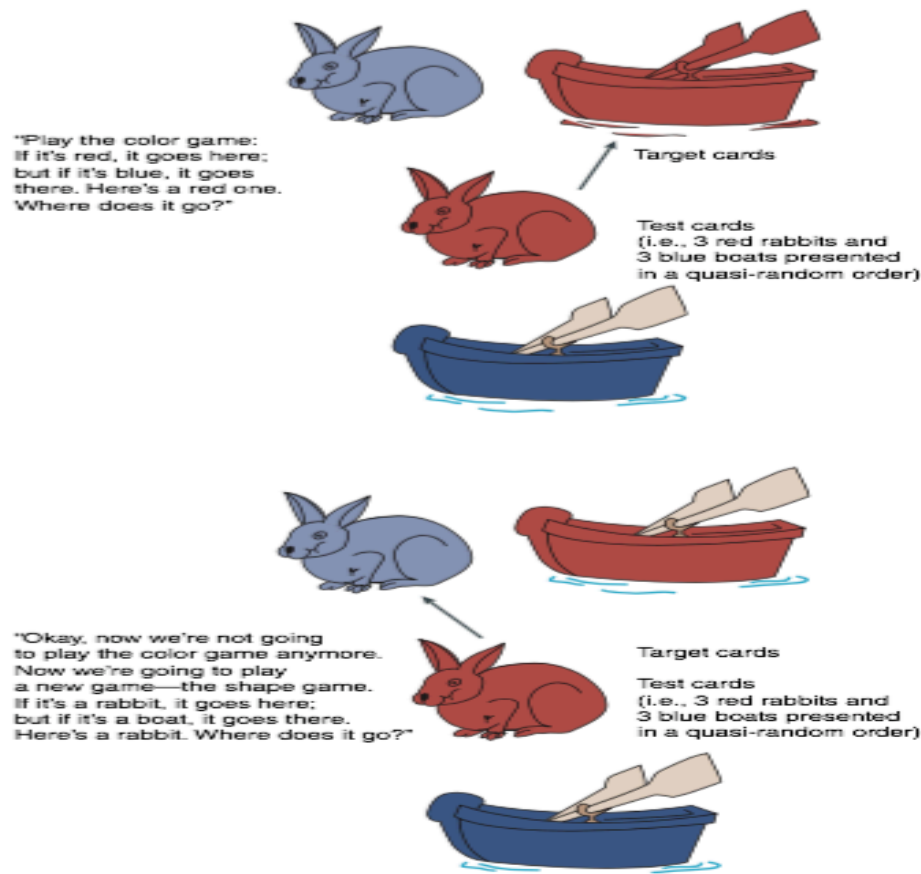 "Play the color game:
If it's red, it goes here;
but if it's blue, it goes
there. Here's a red one.
Where does it go?"
Target cards
Test cards
(i.e., 3 red rabbits and
3 blue boats presented
in a quasi-random order)
"Okay, now we're not going
to play the color game anymore.
Now we're going to play
a new game—the shape game.
If it's a rabbit, it goes here;
but if it's a boat, it goes there.
Here's a rabbit. Where does it go?"
Target cards
Test cards
(i.e., 3 red rabbits and
3 blue boats presented
in a quasi-random order)